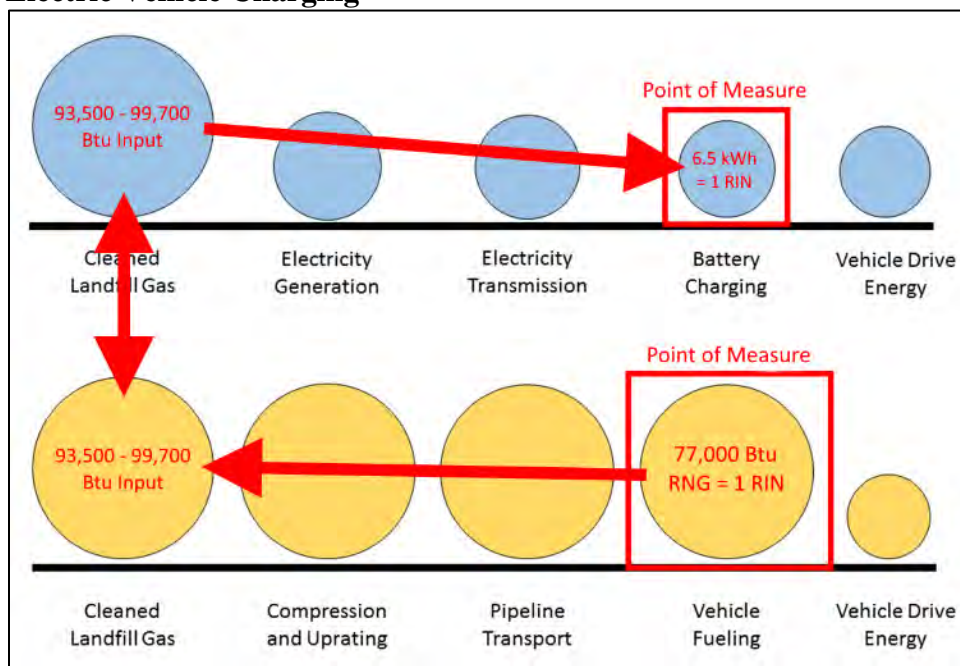 Electric Vehicle Charging
Point of Measure
93,500 - 99,700
Btu Input
6.5 kWh
= 1 RIN
Cleaned
Landfill Gas
Electricity
Generation
Electricity
Transmission
Battery
Charging
Vehicle Drive
Energy
Point of Measure
93,500 - 99,700
Btu Input
77,000 Btu
RNG = 1 RIN
Cleaned
Landfill Gas
Compression
and Uprating
Pipeline
Transport
Vehicle
Fueling
Vehicle Drive
Energy